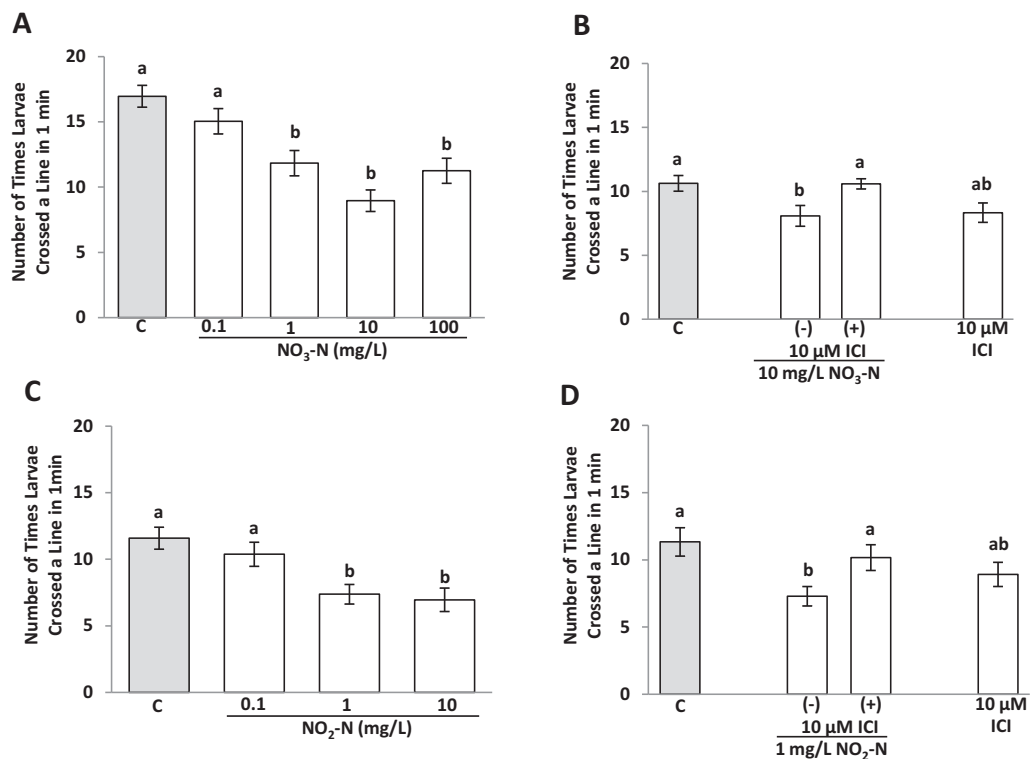 A
Number of Times Larvae
Crossed a Line in 1 min
20
15
10
5
0
a
a
b
b
b
C
0.1
1
10
100
NO3-N (mg/L)
B
Number of Times Larvae
Crossed a Line in 1 min
20
15
10
5
0
a
b
a
ab
C
(-)
(+)
10 µM ICI
10 mg/L NO3-N
10 µM
ICI
C
Number of Times Larvae
Crossed a Line in 1min
20
15
10
5
0
a
a
b
b
C
0.1
1
10
NO2-N (mg/L)
D
Number of Times Larvae
Crossed a Line in 1 min
20
15
10
5
0
a
b
a
ab
C
(-)
(+)
10 µM ICI
1 mg/L NO2-N
10 µM
ICI